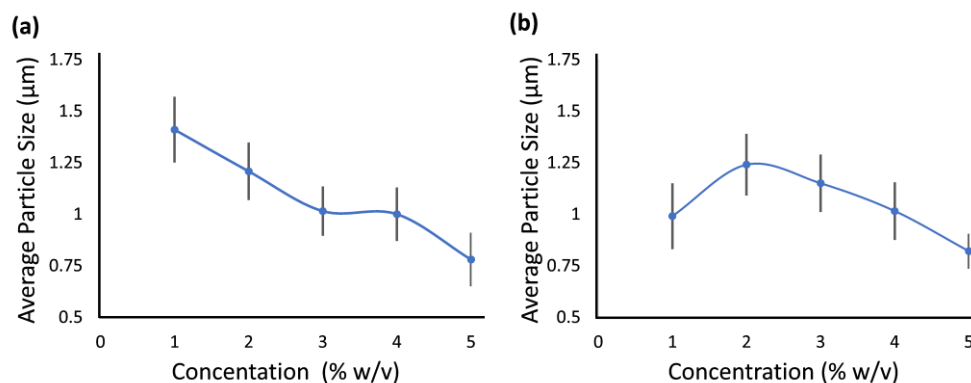 (a)
Average Particle Size (µm)
1.75
1.5
1.25
1
0.75
0.5
0 1 2 3 4 5
Concentation (% w/v)
(b)
Average Particle Size (µm)
1.75
1.5
1.25
1
0.75
0.5
0 1 2 3 4 5
Concentration (% w/v)